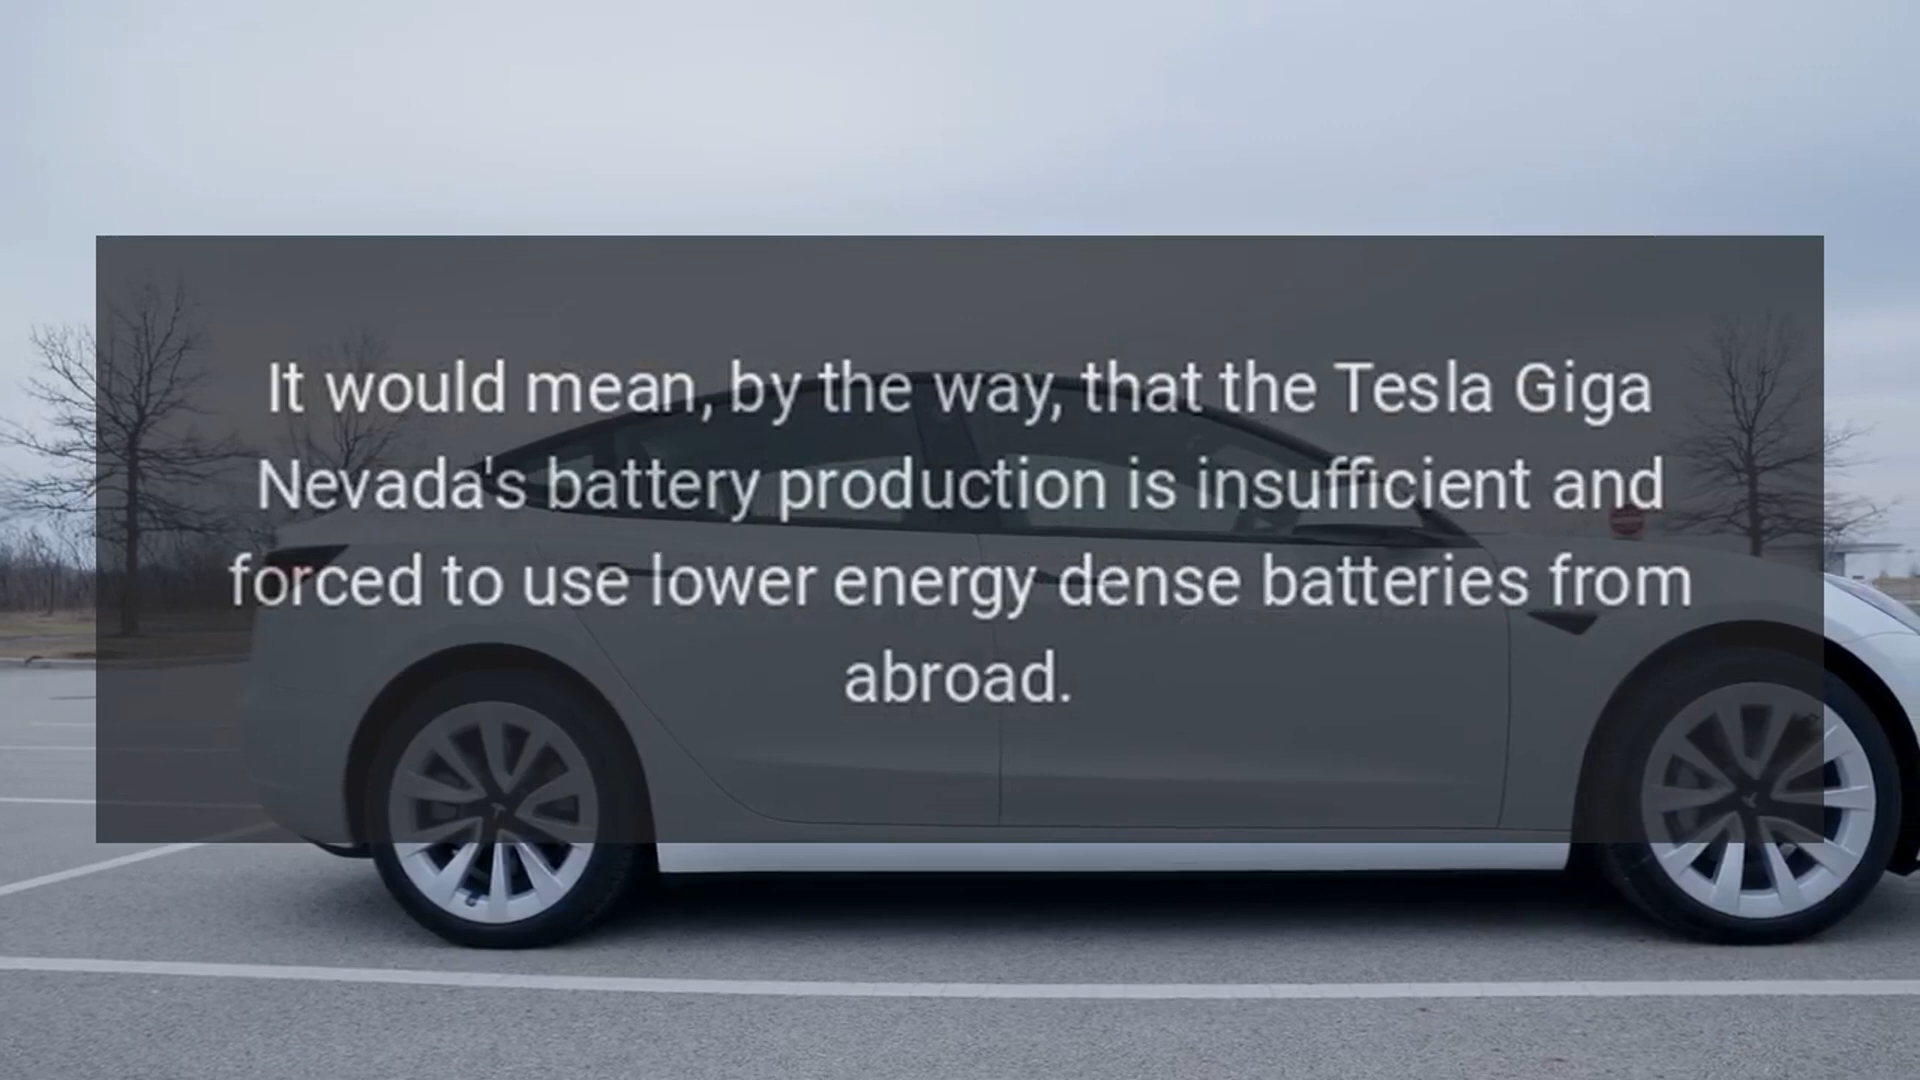 It would mean, by the way, that the Tesla Giga
Nevada's battery production is insufficient and
forced to use lower energy dense batteries from
abroad.